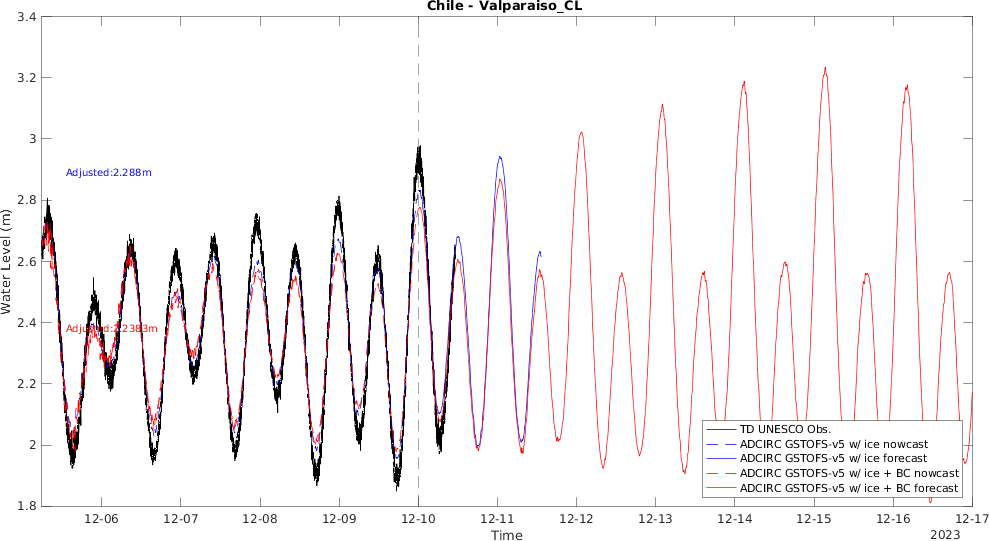 Chile - Valparaiso_CL
3.4
3.2
3
2.8
2.6
2.4
2.2
2
1.8
Water Level (m)
Adjusted:2.288m
Adjusted:2.2383m
TD UNESCO Obs.
ADCIRC GSTOFS-v5 w/ ice nowcast
ADCIRC GSTOFS-v5 w/ ice forecast
ADCIRC GSTOFS-v5 w/ ice + BC nowcast
ADCIRC GSTOFS-v5 w/ ice + BC forecast
12-06 12-07 12-08 12-09 12-10 12-11 12-12 12-13 12-14 12-15 12-16 12-17
Time
2023